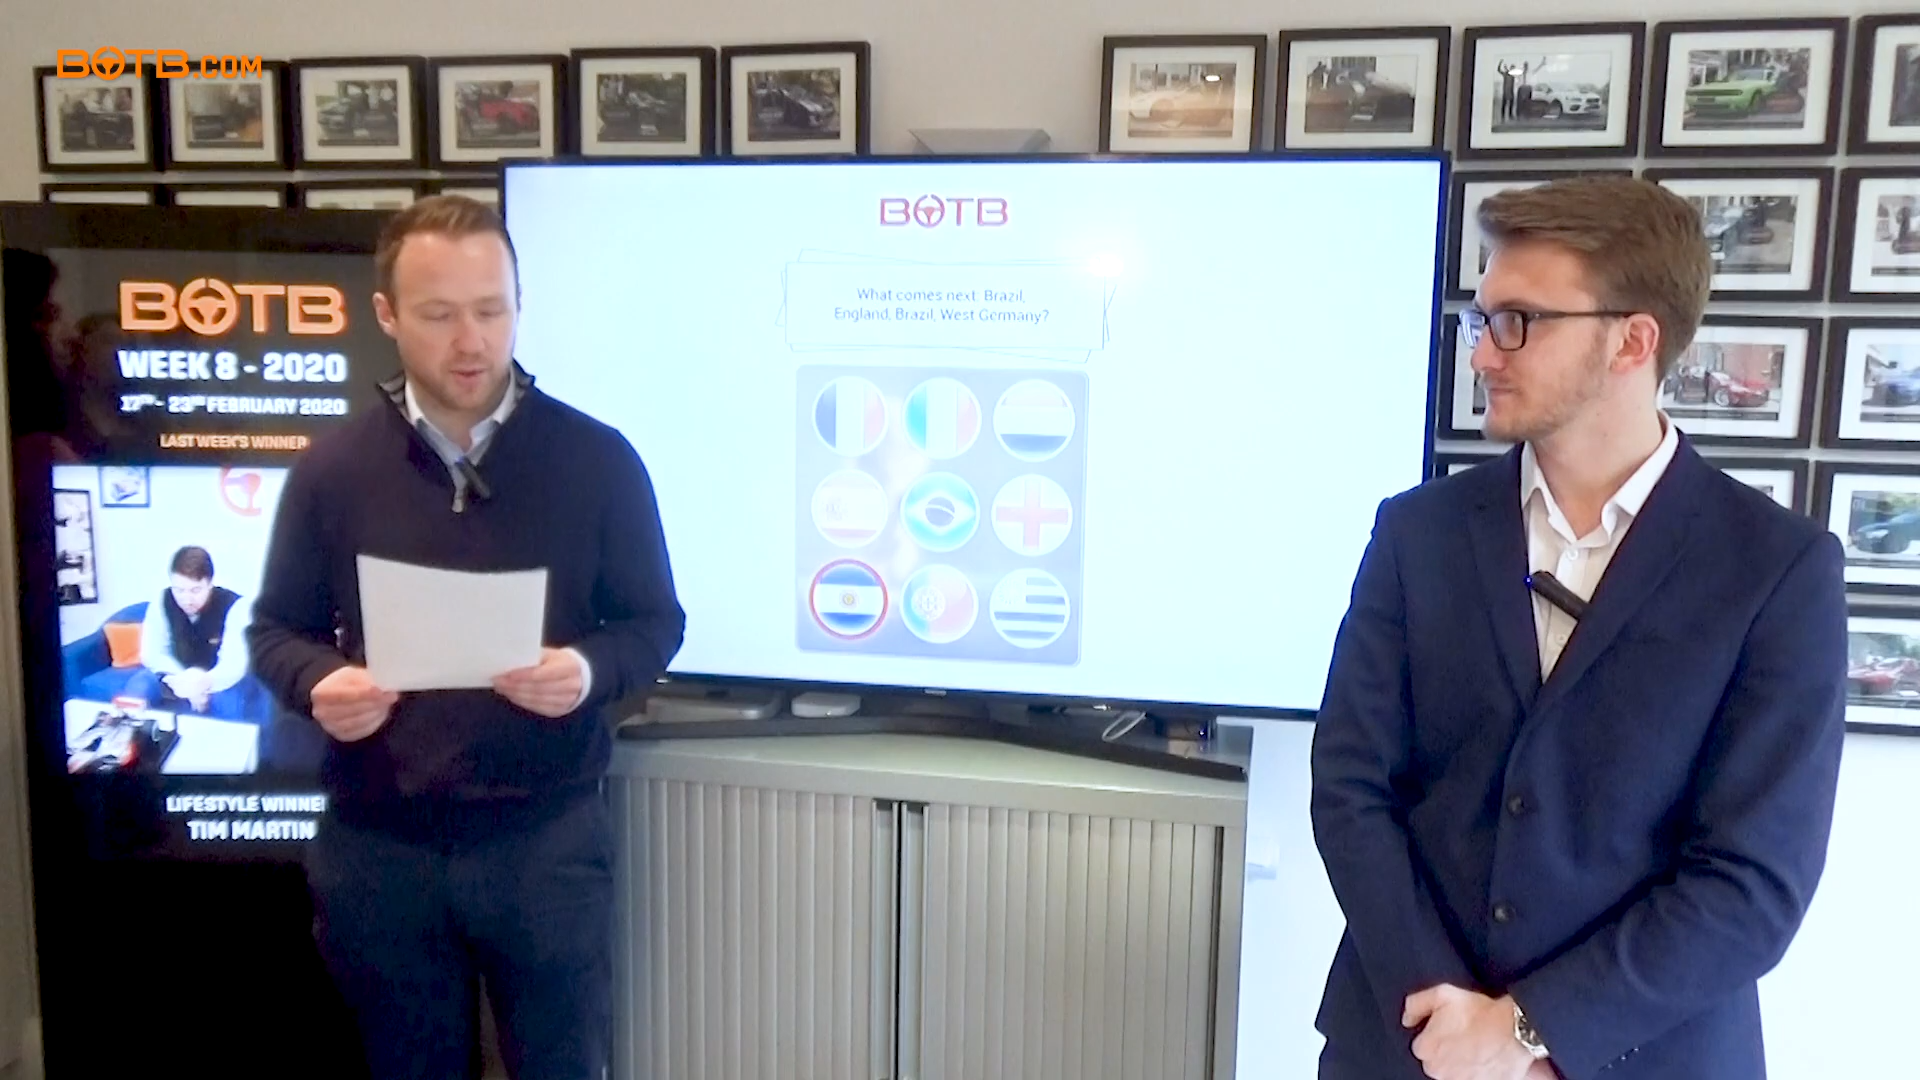 BOTB.COM
BOTB
WEEK 8 - 2020
17TH - 23RD FEBRUARY 2020
LAST WEEK'S WINNER
LIFESTYLE WINNE
TIM MARTIN
BOTB
What comes next: Brazil,
England, Brazil, West Germany?